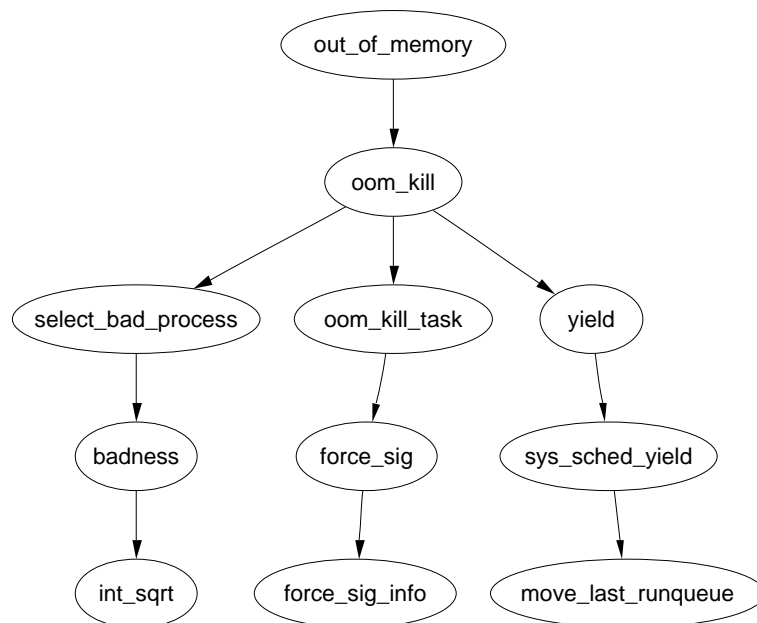 out_of_memory
oom_kill
select_bad_process
oom_kill_task
yield
badness
force_sig
sys_sched_yield
int_sqrt
force_sig_info
move_last_runqueue